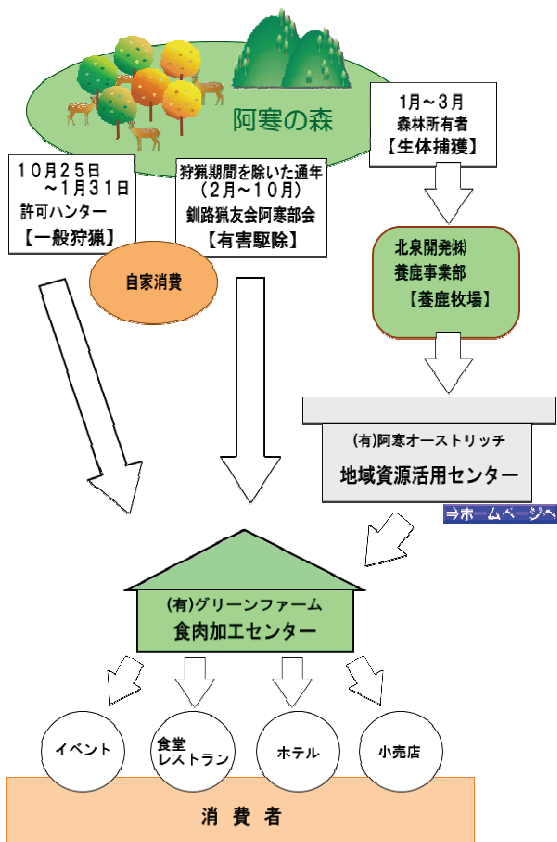 阿寒の森
1月～3月
森林所有者
【生体捕獲】
10月25日
～1月31日
許可ハンター
【一般狩猟】
狩猟期間を除いた通年
（2月～10月）
釧路猟友会阿寒部会
【有害駆除】
自家消費
北泉開発㈱
養鹿事業部
【養鹿牧場】
(有)阿寒オーストリッチ
地域資源活用センター
⇒ホームページへ
(有)グリーンファーム
食肉加工センター
イベント
食堂
レストラン
ホテル
小売店
消費者